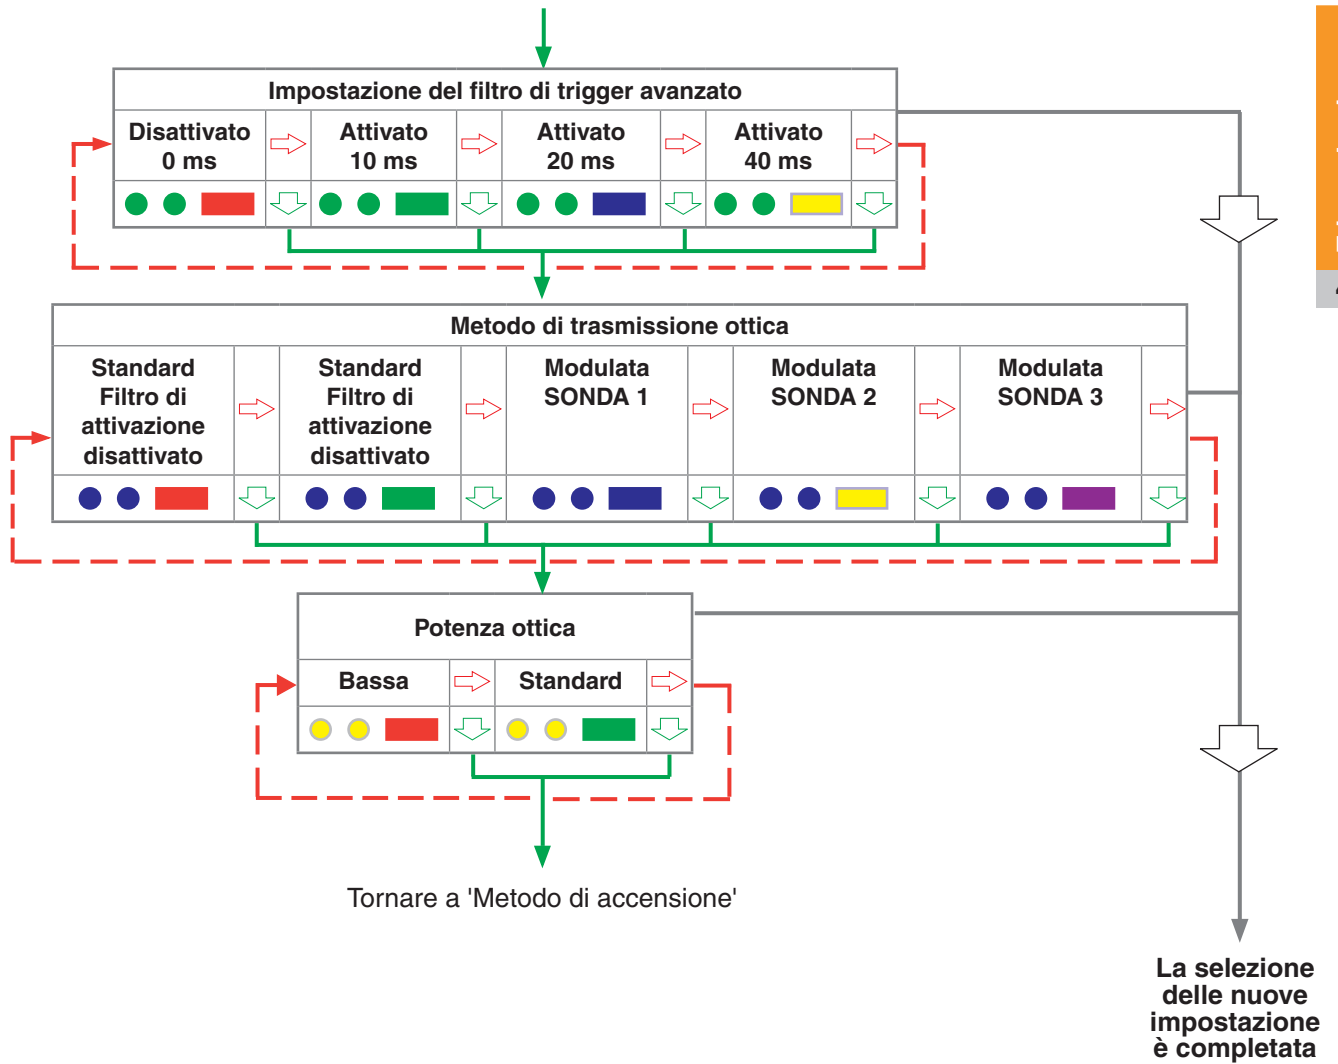 Impostazione del filtro di trigger avanzato
Disattivato
0 ms
Attivato
10 ms
Attivato
20 ms
Attivato
40 ms
Metodo di trasmissione ottica
Standard
Filtro di
attivazione
disattivato
Standard
Filtro di
attivazione
disattivato
Modulata
SONDA 1
Modulata
SONDA 2
Modulata
SONDA 3
Potenza ottica
Bassa
Standard
Tornare a 'Metodo di accensione'
La selezione
delle nuove
impostazione
è completata